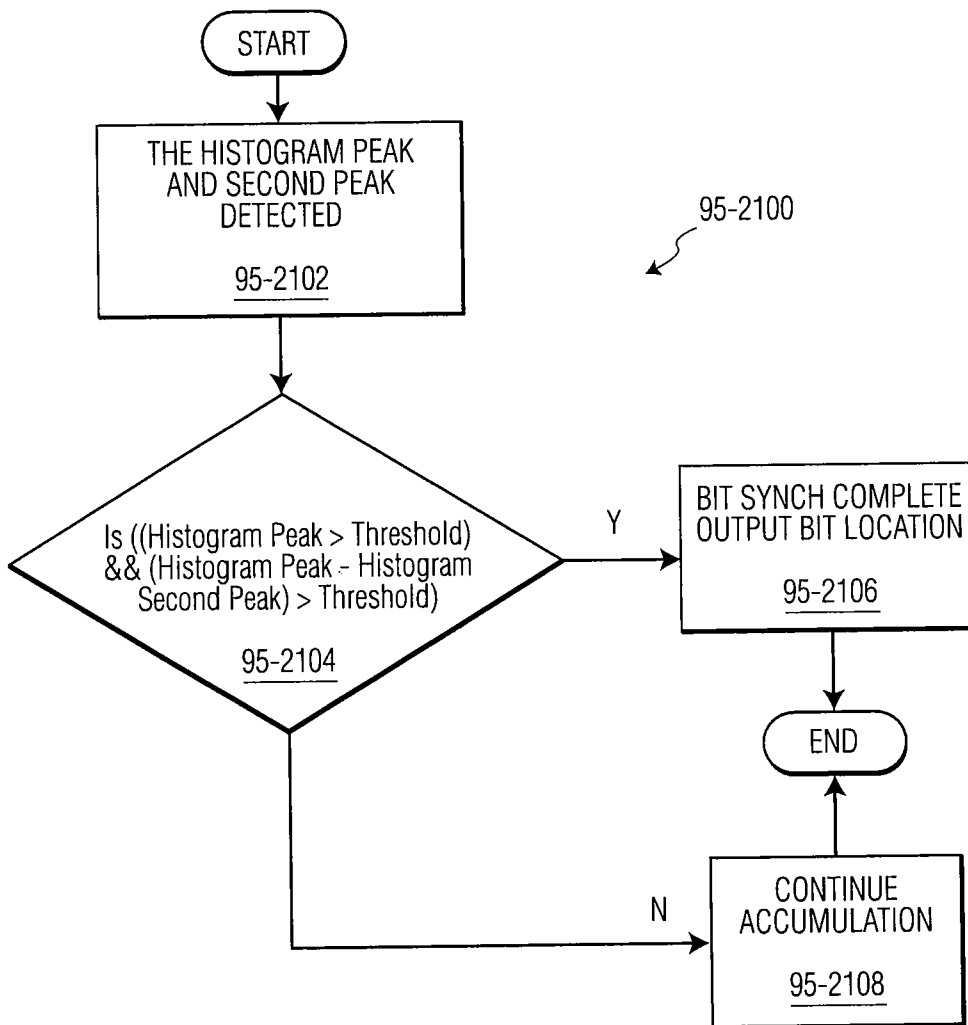 START
THE HISTOGRAM PEAK
AND SECOND PEAK
DETECTED
95-2102
95-2100
Is ((Histogram Peak > Threshold)
&& (Histogram Peak - Histogram
Second Peak) > Threshold)
95-2104
Y
BIT SYNCH COMPLETE
OUTPUT BIT LOCATION
95-2106
END
N
CONTINUE
ACCUMULATION
95-2108